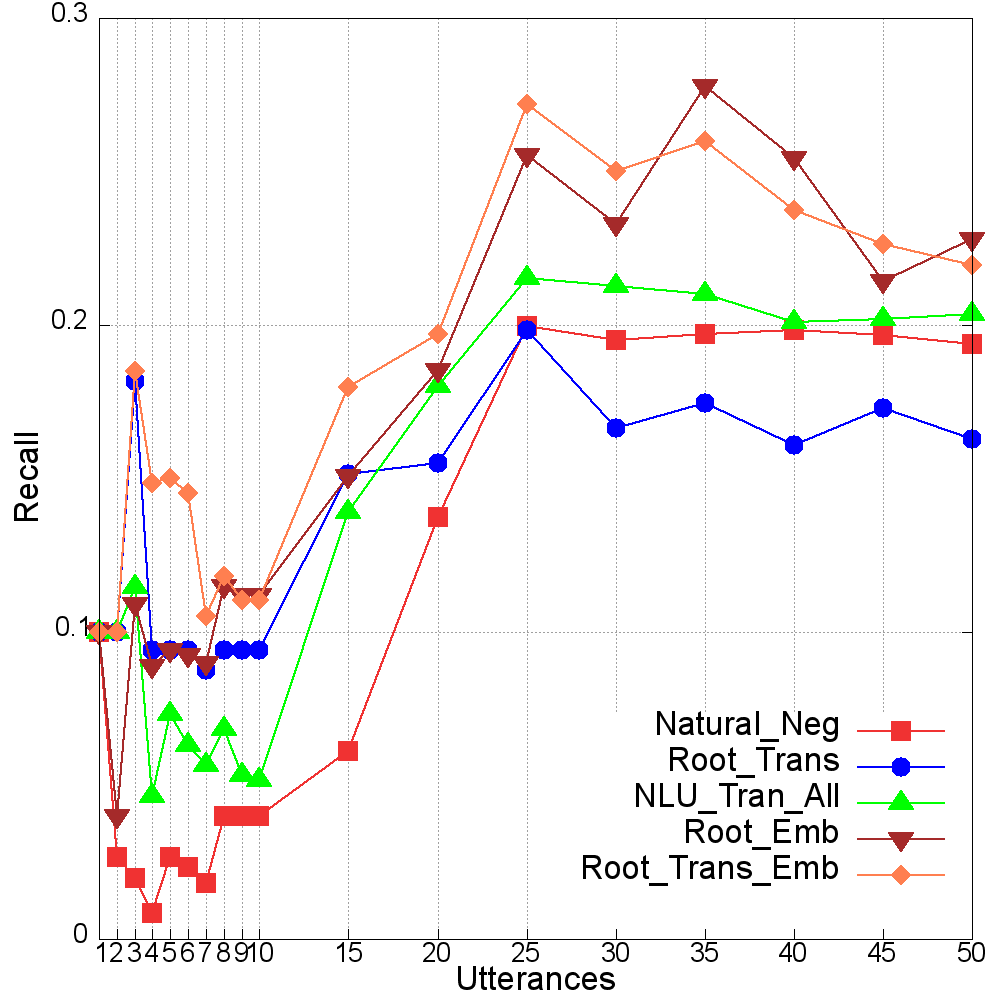 0.3
0.2
0.1
0
Recall
Natural_Neg
Root_Trans
NLU_Tran_All
Root_Emb
Root_Trans_Emb
1 2 3 4 5 6 7 8 9 10 15 20 25 30 35 40 45 50
Utterances